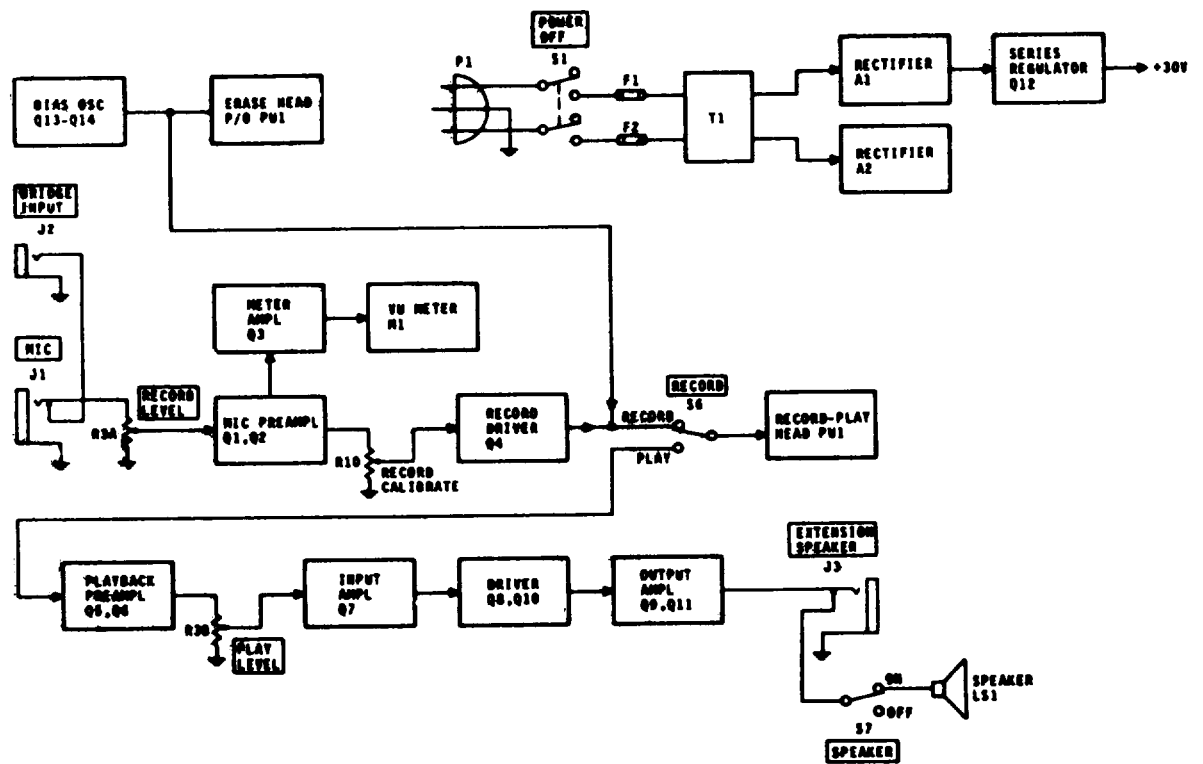 POWER
OFF
S1
P1
F1
F2
T1
RECTIFIER
A1
SERIES
REGULATOR
Q12
+30V
RECTIFIER
A2
BIAS OSC
Q13-Q14
ERASE HEAD
P/O PU1
BRIDGE
INPUT
J2
METER
AMPL
Q3
VU METER
M1
MIC
J1
RECORD
LEVEL
R3A
MIC PREAMPL
Q1,Q2
R10
RECORD
CALIBRATE
RECORD
DRIVER
Q4
RECORD
S6
RECORD
PLAY
RECORD-PLAY
HEAD PU1
PLAYBACK
PREAMPL
Q5,Q6
R3B
PLAY
LEVEL
INPUT
AMPL
Q7
DRIVER
Q8,Q10
OUTPUT
AMPL
Q9,Q11
EXTENSION
SPEAKER
J3
ON
OFF
S7
SPEAKER
SPEAKER
LS1